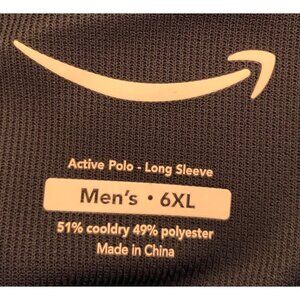 Active Polo - Long Sleeve
Men's • 6XL
51% cooldry 49% polyester
Made in China